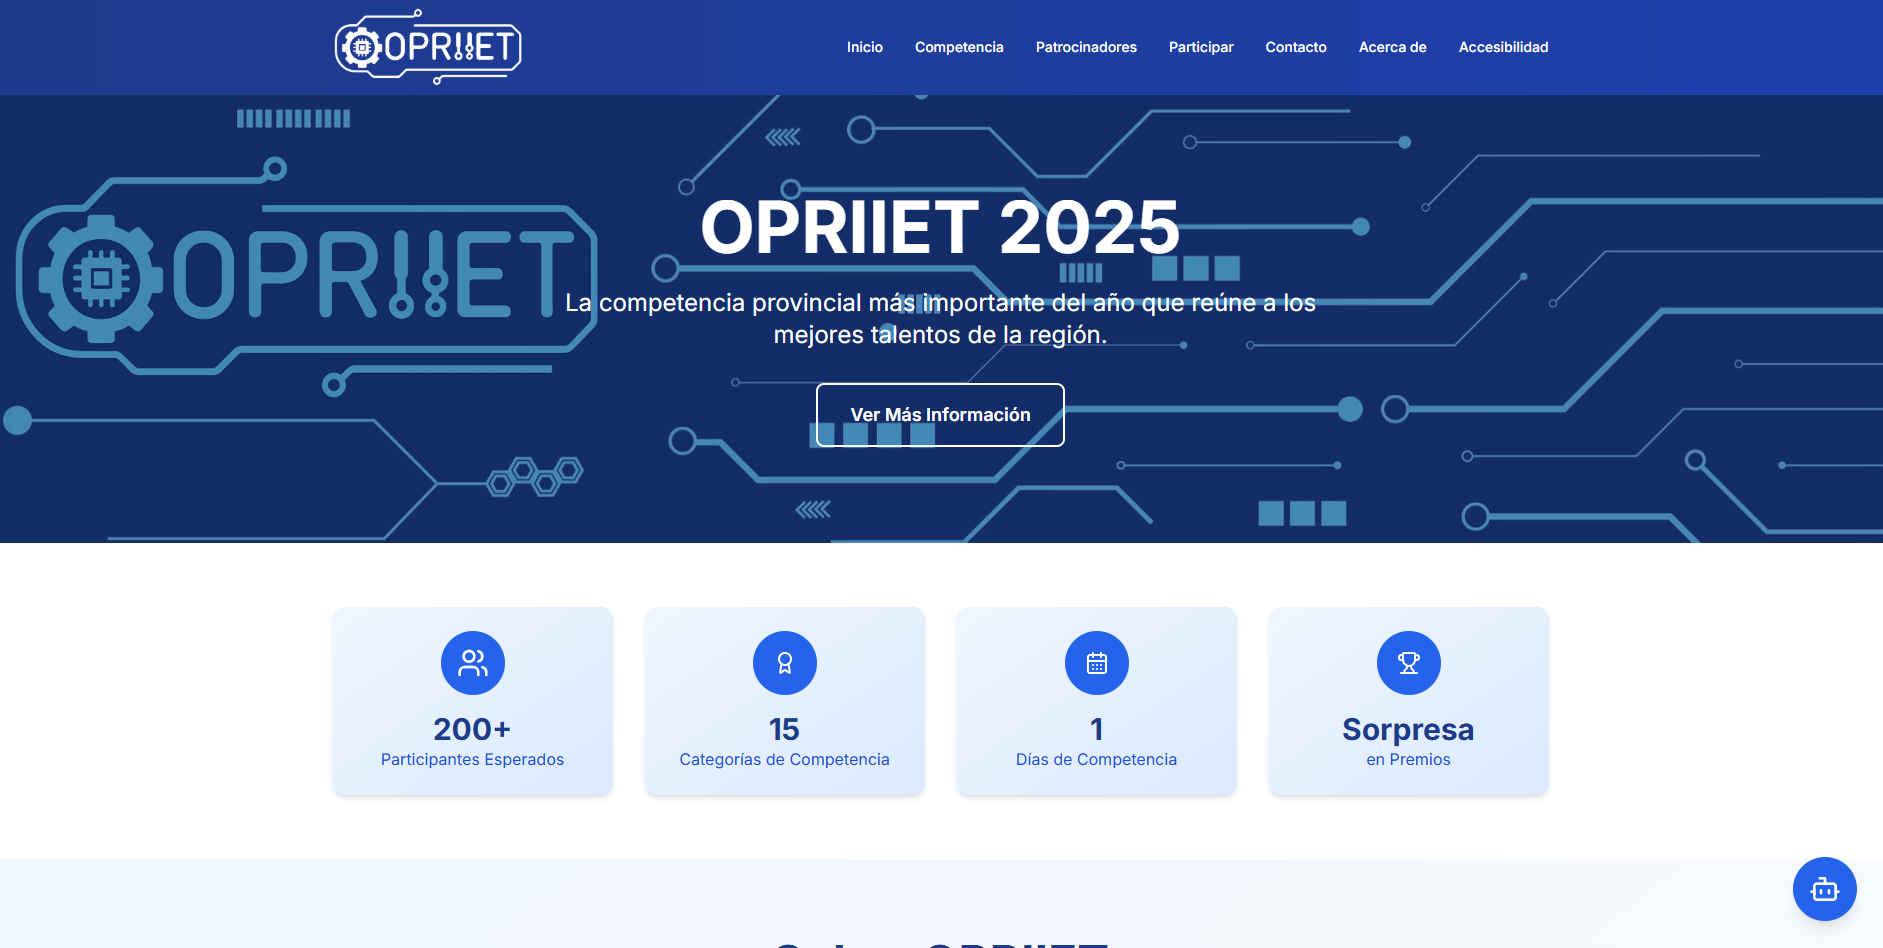 OPRIIET
Inicio
Competencia
Patrocinadores
Participar
Contacto
Acerca de
Accesibilidad
OPRIIET
OPRIIET 2025
La competencia provincial más importante del año que reúne a los
mejores talentos de la región.
Ver Más Información
200+
Participantes Esperados
15
Categorías de Competencia
1
Días de Competencia
Sorpresa
en Premios